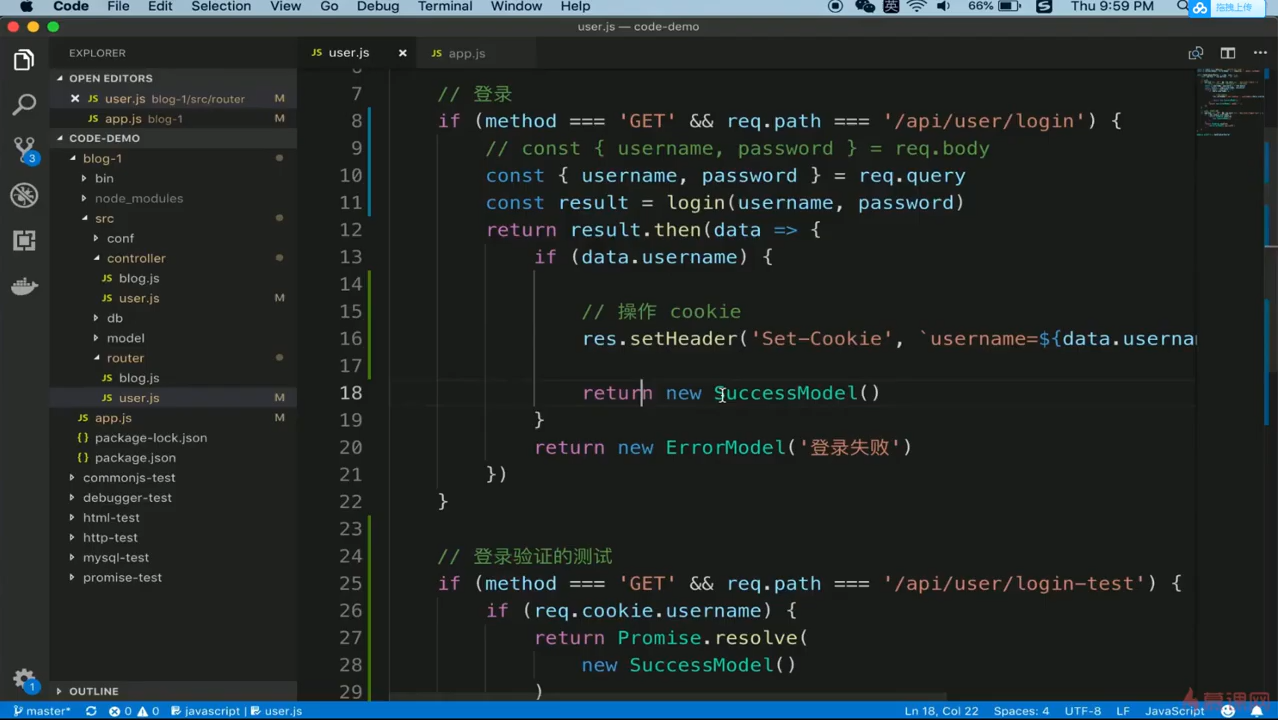 Code File Edit Selection View Go Debug Terminal Window Help 英 66% Thu 9:59 PM 拖拽上传
user.js — code-demo
EXPLORER
OPEN EDITORS
user.js blog-1/src/router M
app.js blog-1 M
CODE-DEMO
blog-1
bin
node_modules
src
conf
controller
blog.js
user.js M
db
model
router
blog.js
user.js M
app.js M
package-lock.json
package.json
commonjs-test
debugger-test
html-test
http-test
mysql-test
promise-test
OUTLINE
3
1
user.js app.js
7 // 登录
8 if (method === 'GET' && req.path === '/api/user/login') {
9 // const { username, password } = req.body
10 const { username, password } = req.query
11 const result = login(username, password)
12 return result.then(data => {
13 if (data.username) {
14
15 // 操作 cookie
16 res.setHeader('Set-Cookie', `username=${data.userna
17
18 return new SuccessModel()
19 }
20 return new ErrorModel('登录失败')
21 })
22 }
23
24 // 登录验证的测试
25 if (method === 'GET' && req.path === '/api/user/login-test') {
26 if (req.cookie.username) {
27 return Promise.resolve(
28 new SuccessModel()
29 )
慕课网
master* 0 0 javascript | user.js Ln 18, Col 22 Spaces: 4 UTF-8 LF JavaScript